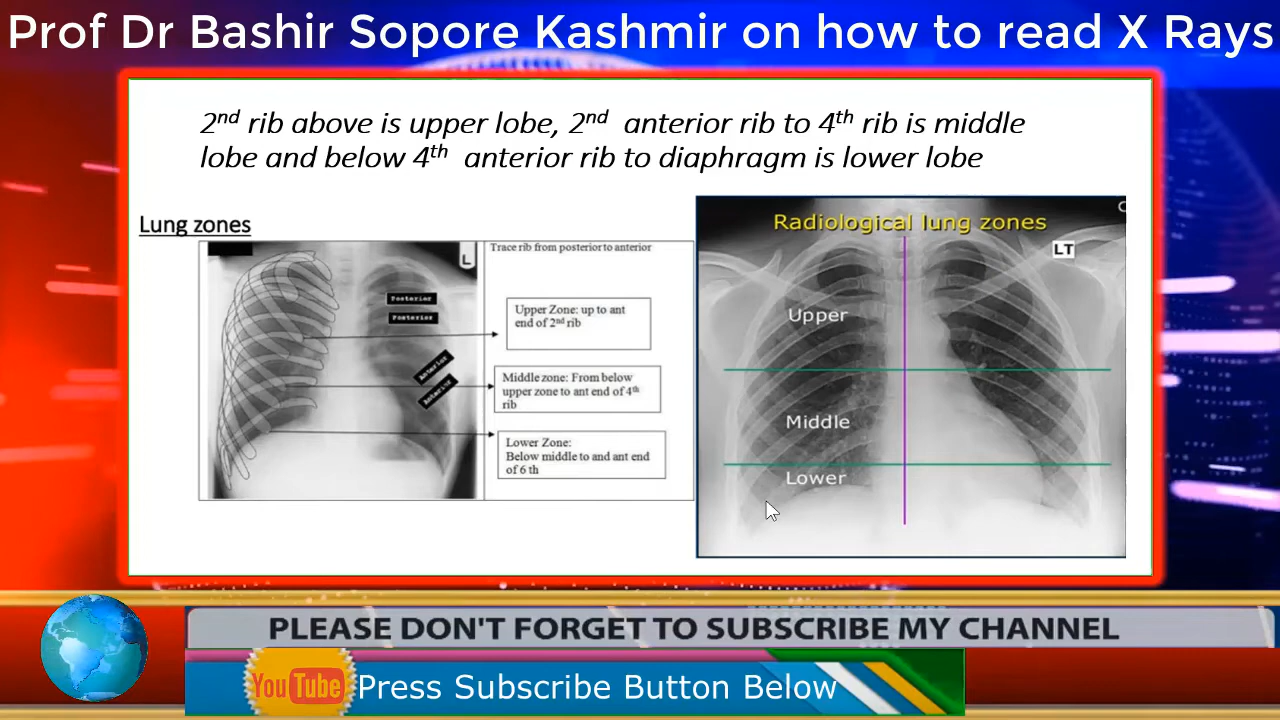 Prof Dr Bashir Sopore Kashmir on how to read X Rays
2nd rib above is upper lobe, 2nd anterior rib to 4th rib is middle
lobe and below 4th anterior rib to diaphragm is lower lobe
Lung zones
L
Posterior
Posterior
Anterior
Anterior
Trace rib from posterior to anterior
Upper Zone: up to ant
end of 2nd rib
Middle zone: From below
upper zone to ant end of 4th
rib
Lower Zone:
Below middle to and ant end
of 6 th
Radiological lung zones
LT
Upper
Middle
Lower
PLEASE DON'T FORGET TO SUBSCRIBE MY CHANNEL
YouTube
Press Subscribe Button Below